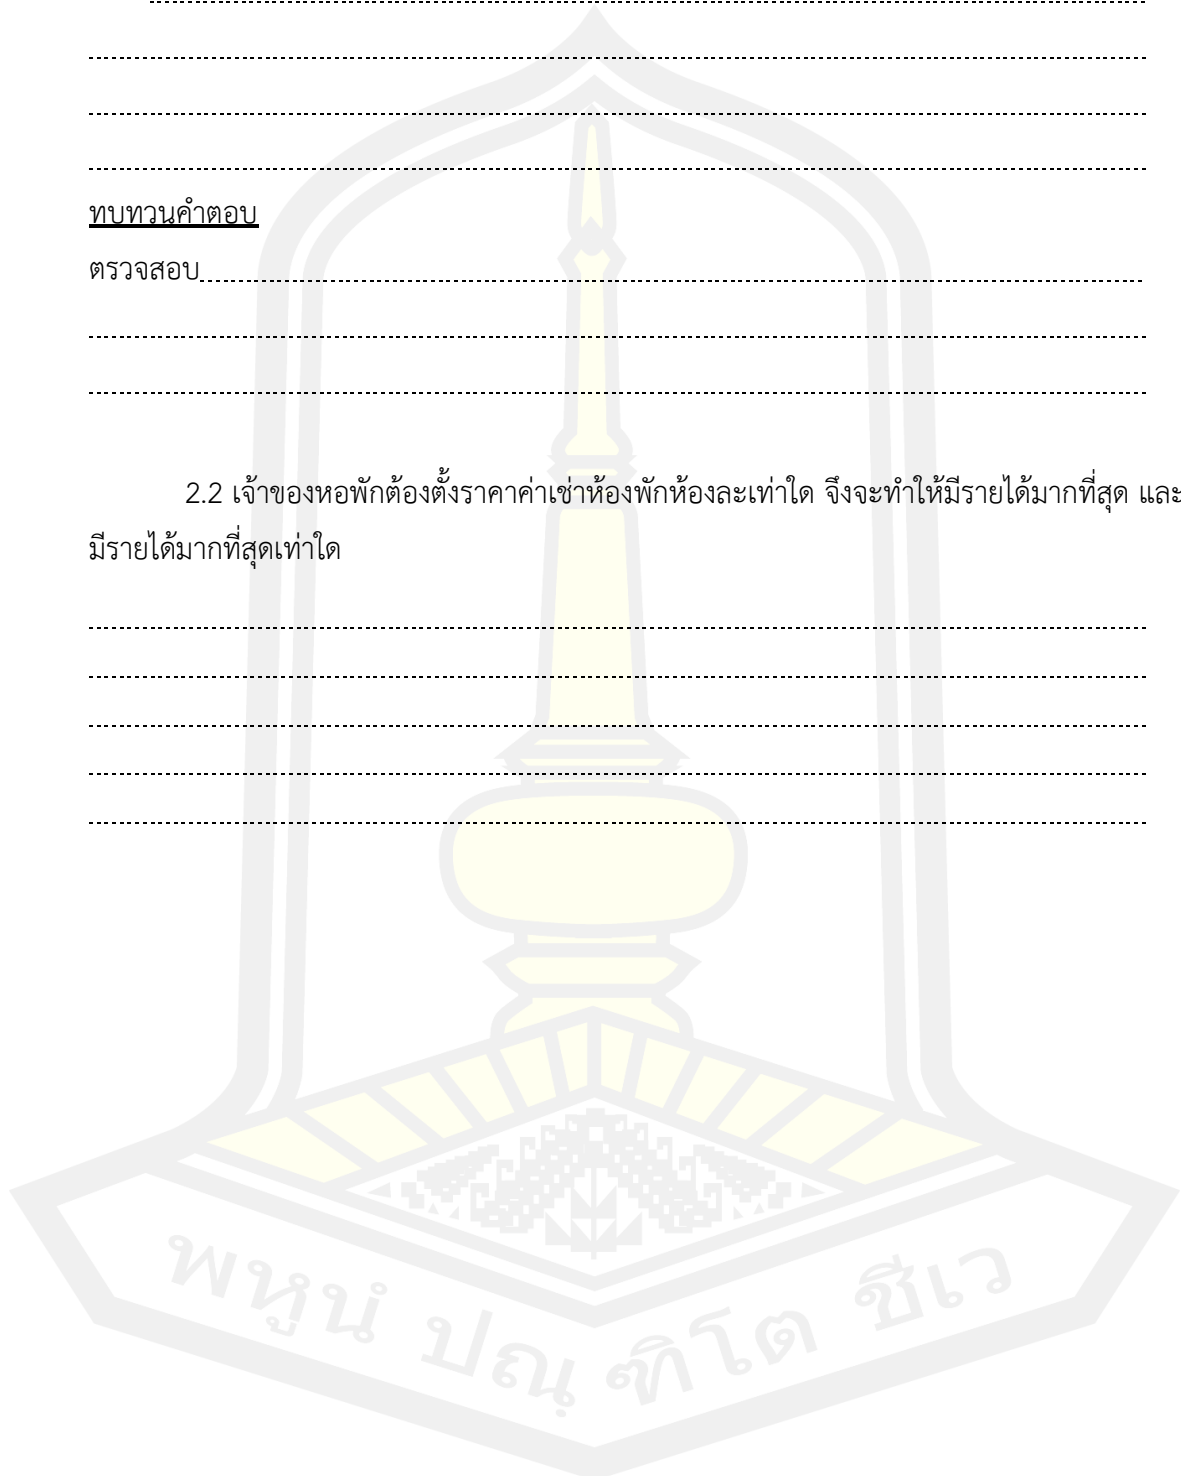 ทบทวนคำตอบ
ตรวจสอบ
2.2 เจ้าของหอพักต้องตั้งราคาค่าเช่าห้องพักห้องละเท่าใด จึงจะทำให้มีรายได้มากที่สุด และ
มีรายได้มากที่สุดเท่าใด
พหูนํ ปณฺฑิโต ชีเว